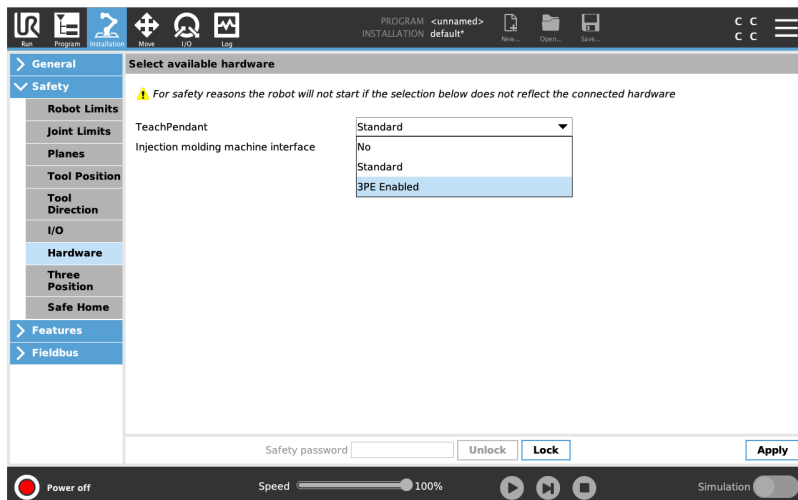 PROGRAM <unnamed>
INSTALLATION default*
UR
Run Program Installation Move I/O Log New... Open... Save...
C C
C C
General
Safety
Robot Limits
Joint Limits
Planes
Tool Position
Tool
Direction
I/O
Hardware
Three
Position
Safe Home
Features
Fieldbus
Select available hardware
For safety reasons the robot will not start if the selection below does not reflect the connected hardware
TeachPendant Standard
Injection molding machine interface
No
Standard
3PE Enabled
Safety password Unlock Lock Apply
Power off Speed 100% Simulation